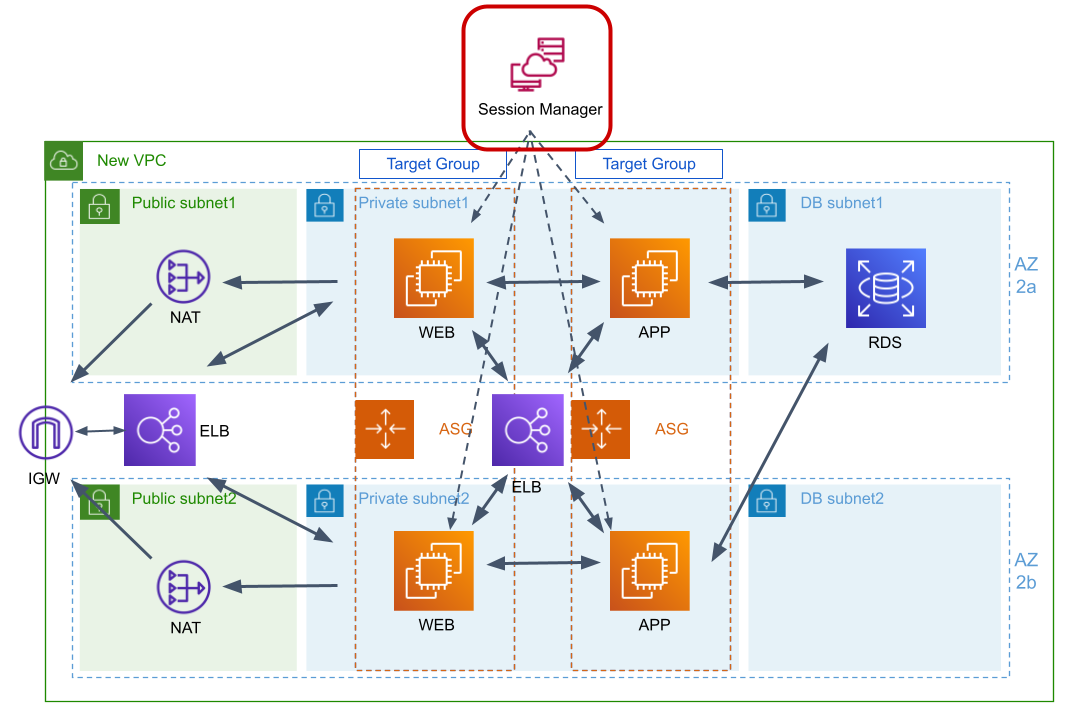 Session Manager
New VPC
Target Group
Target Group
Public subnet1
Private subnet1
DB subnet1
AZ
2a
NAT
WEB
APP
RDS
ELB
ASG
ASG
IGW
ELB
Public subnet2
Private subnet2
DB subnet2
AZ
2b
NAT
WEB
APP